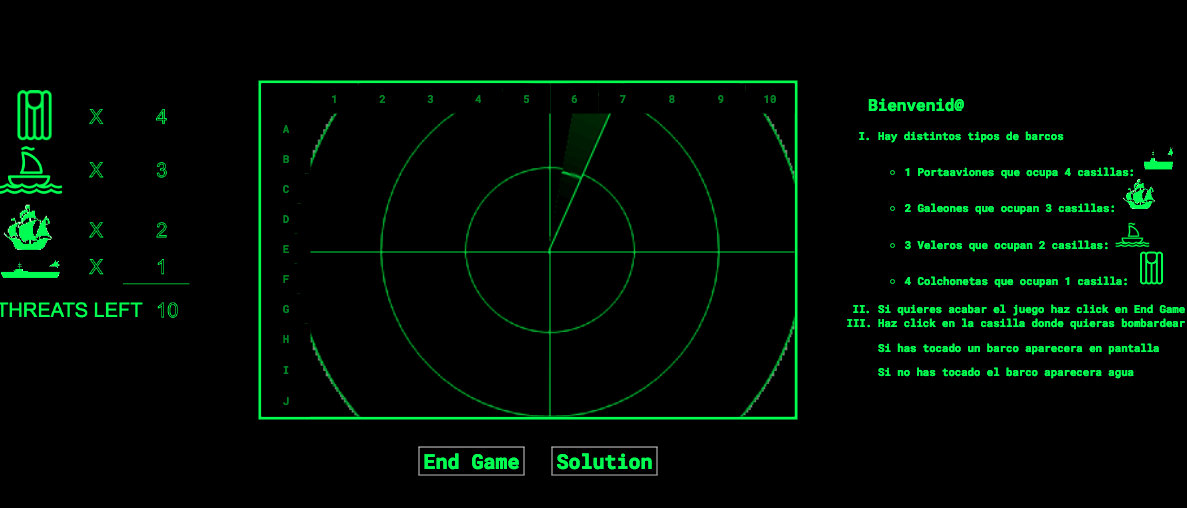 X 4
X 3
X 2
X 1
THREATS LEFT 10
1 2 3 4 5 6 7 8 9 10
A
B
C
D
E
F
G
H
I
J
End Game
Solution
Bienvenid@
I. Hay distintos tipos de barcos
1 Portaaviones que ocupa 4 casillas:
2 Galeones que ocupan 3 casillas:
3 Veleros que ocupan 2 casillas:
4 Colchonetas que ocupan 1 casilla:
II. Si quieres acabar el juego haz click en End Game
III. Haz click en la casilla donde quieras bombardear
Si has tocado un barco aparecera en pantalla
Si no has tocado el barco aparecera agua